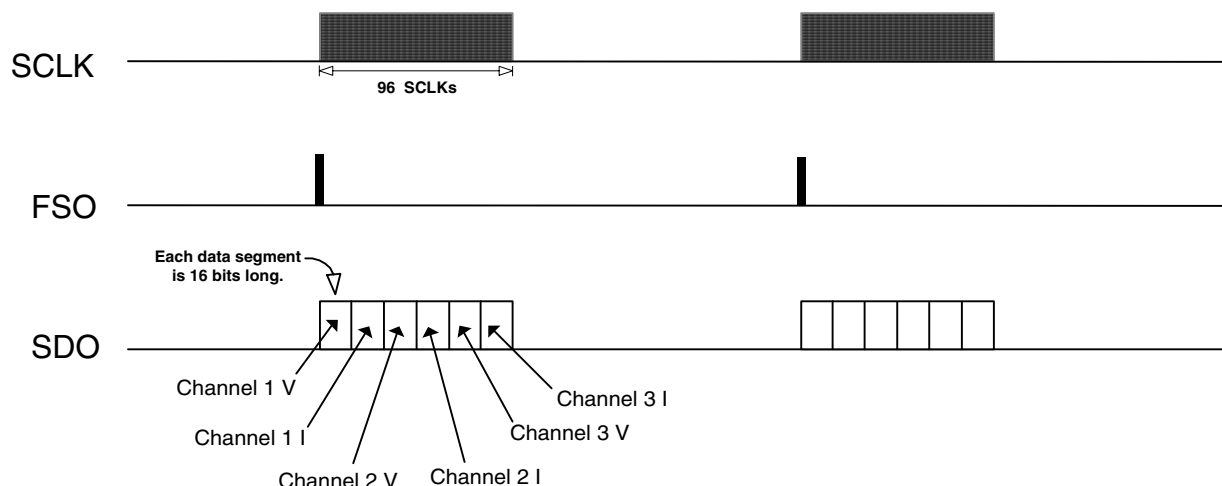 SCLK
96 SCLKs
FSO
Each data segment
is 16 bits long.
SDO
Channel 1 V
Channel 1 I
Channel 2 V
Channel 2 I
Channel 3 V
Channel 3 I